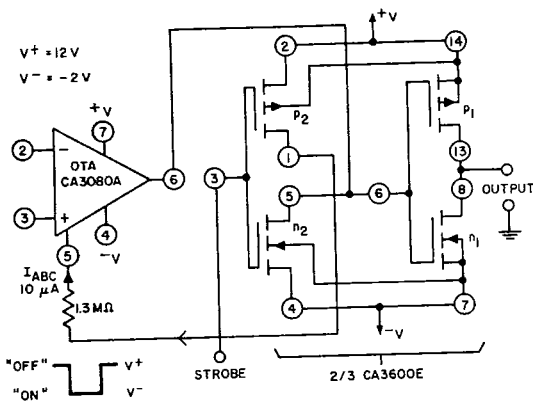 V+ = 12 V
V− = −2 V
+V
2
14
+V
7
p2
p1
OTA
CA3080A
2
−
3
+
6
1
13
3
5
6
8
OUTPUT
n2
n1
4
−V
5
IABC
10 μA
4
7
1.3 MΩ
−V
"OFF"
V+
"ON"
V−
STROBE
2/3 CA3600E